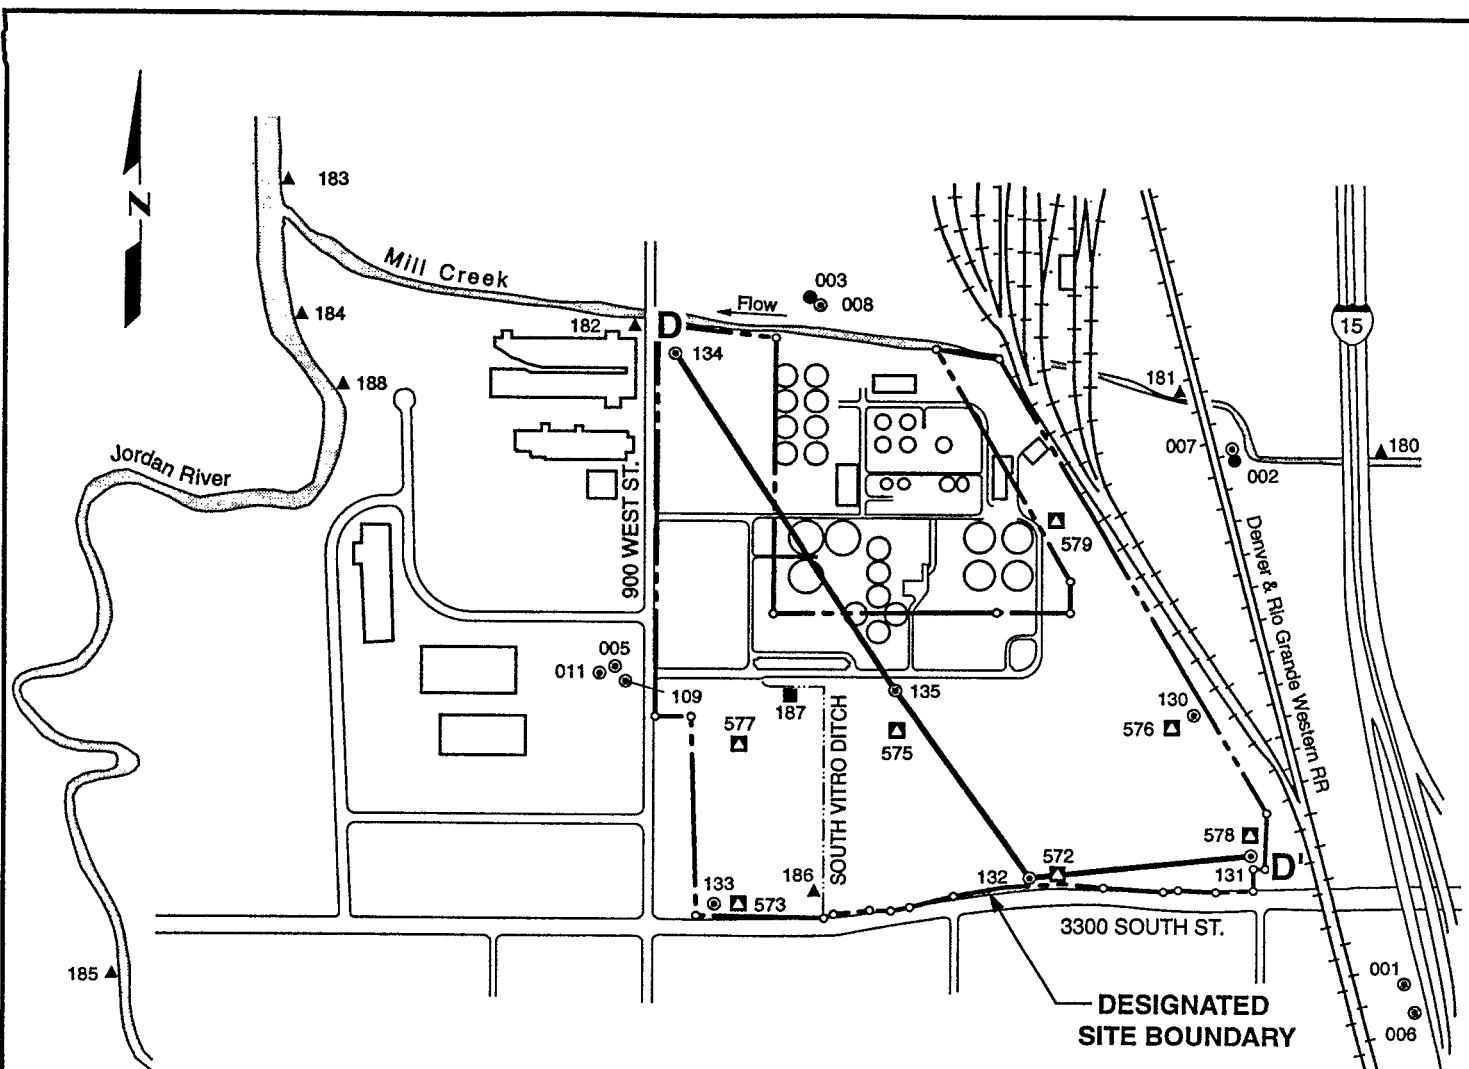 N
183
Mill Creek
184
188
Jordan River
182
D
134
Flow
003
008
15
181
180
007
002
900 WEST ST.
579
Denver & Rio Grande Western RR
005
011
109
135
187
577
575
SOUTH VITRO DITCH
130
576
578
572
D'
132
131
186
133
573
3300 SOUTH ST.
185
001
006
DESIGNATED
SITE BOUNDARY